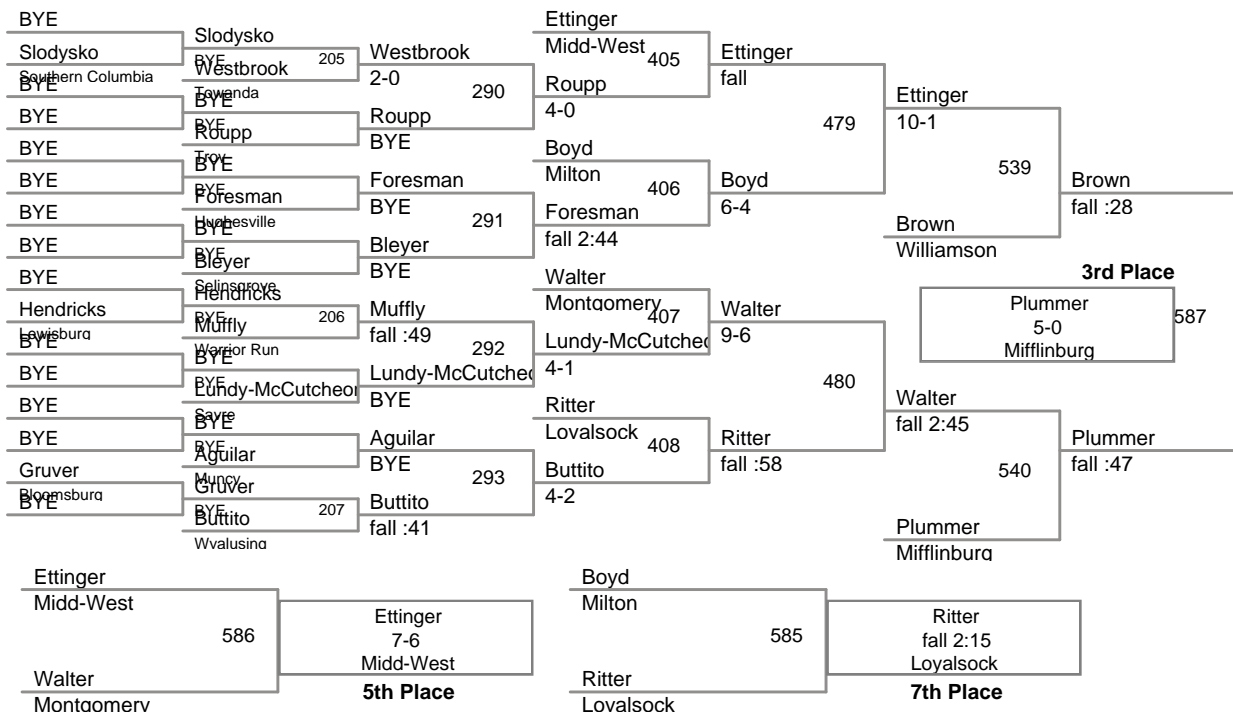 BYE
Slodysko
Southern Columbia
BYE
BYE
BYE
BYE
BYE
BYE
BYE
Hendricks
Lewisburg
BYE
BYE
BYE
BYE
Gruver
Bloomsburg
BYE
Slodysko
BYE
205
Westbrook
Towanda
BYE
BYE
Roupp
Troy
BYE
BYE
Foresman
Hughesville
BYE
BYE
Bleyer
Selinsgrove
Hendricks
BYE
206
Muffly
Warrior Run
BYE
BYE
Lundy-McCutcheon
Sayre
BYE
BYE
Aguilar
Muncy
Gruver
BYE
207
Buttito
Wyalusing
Westbrook
2-0
290
Roupp
BYE
Foresman
BYE
291
Bleyer
BYE
Muffly
fall :49
292
Lundy-McCutcheo
BYE
Aguilar
BYE
293
Buttito
fall :41
Ettinger
Midd-West
405
Roupp
4-0
Boyd
Milton
406
Foresman
fall 2:44
Walter
Montgomery
407
Lundy-McCutcheo
4-1
Ritter
Loyalsock
408
Buttito
4-2
Ettinger
fall
479
Boyd
6-4
Walter
9-6
480
Ritter
fall :58
Ettinger
10-1
539
Brown
Williamson
Walter
fall 2:45
540
Plummer
Mifflinburg
Brown
fall :28
3rd Place
Plummer
5-0
Mifflinburg
587
Plummer
fall :47
Ettinger
Midd-West
586
Walter
Montgomery
Ettinger
7-6
Midd-West
5th Place
Boyd
Milton
585
Ritter
Loyalsock
Ritter
fall 2:15
Loyalsock
7th Place